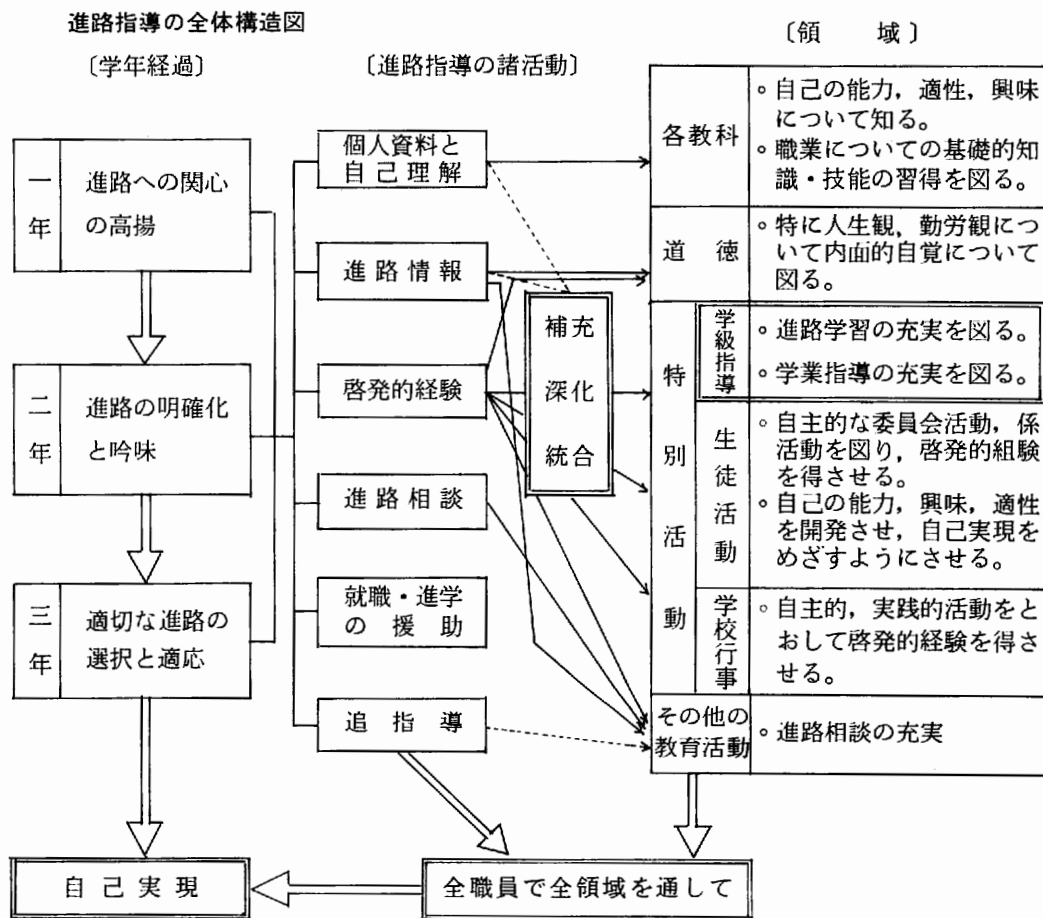 進路指導の全体構造図
〔学年経過〕
〔進路指導の諸活動〕
〔領　　域〕
一年
進路への関心
の高揚
二年
進路の明確化
と吟味
三年
適切な進路の
選択と適応
自己実現
個人資料と
自己理解
進路情報
啓発的経験
進路相談
就職・進学
の援助
追指導
補充
深化
統合
全職員で全領域を通して
各教科
○自己の能力，適性，興味
について知る。
○職業についての基礎的知
識・技能の習得を図る。
道徳
○特に人生観，勤労観につ
いて内面的自覚について
図る。
特別活動
学級指導
○進路学習の充実を図る。
○学業指導の充実を図る。
生徒活動
○自主的な委員会活動，係
活動を図り，啓発的組験
を得させる。
○自己の能力，興味，適性
を開発させ，自己実現を
めざすようにさせる。
学校行事
○自主的，実践的活動をと
おして啓発的経験を得さ
せる。
その他の
教育活動
○進路相談の充実